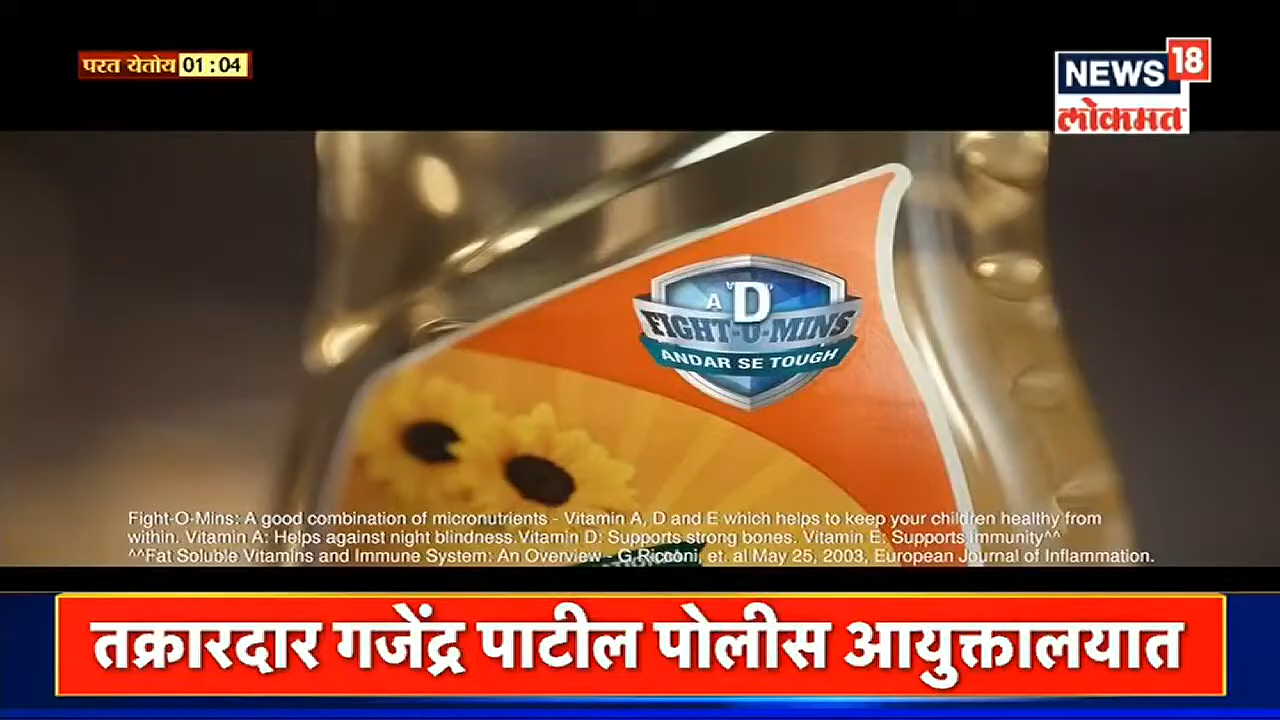 परत येतोय 01:04
NEWS 18
लोकमत
A D
FIGHT-O-MINS
ANDAR SE TOUGH
Fight-O-Mins: A good combination of micronutrients - Vitamin A, D and E which helps to keep your children healthy from
within. Vitamin A: Helps against night blindness.Vitamin D: Supports strong bones. Vitamin E: Supports immunity^^
^^Fat Soluble Vitamins and Immune System: An Overview - G Ricconi, et. al May 25, 2003, European Journal of Inflammation.
तक्रारदार गजेंद्र पाटील पोलीस आयुक्तालयात